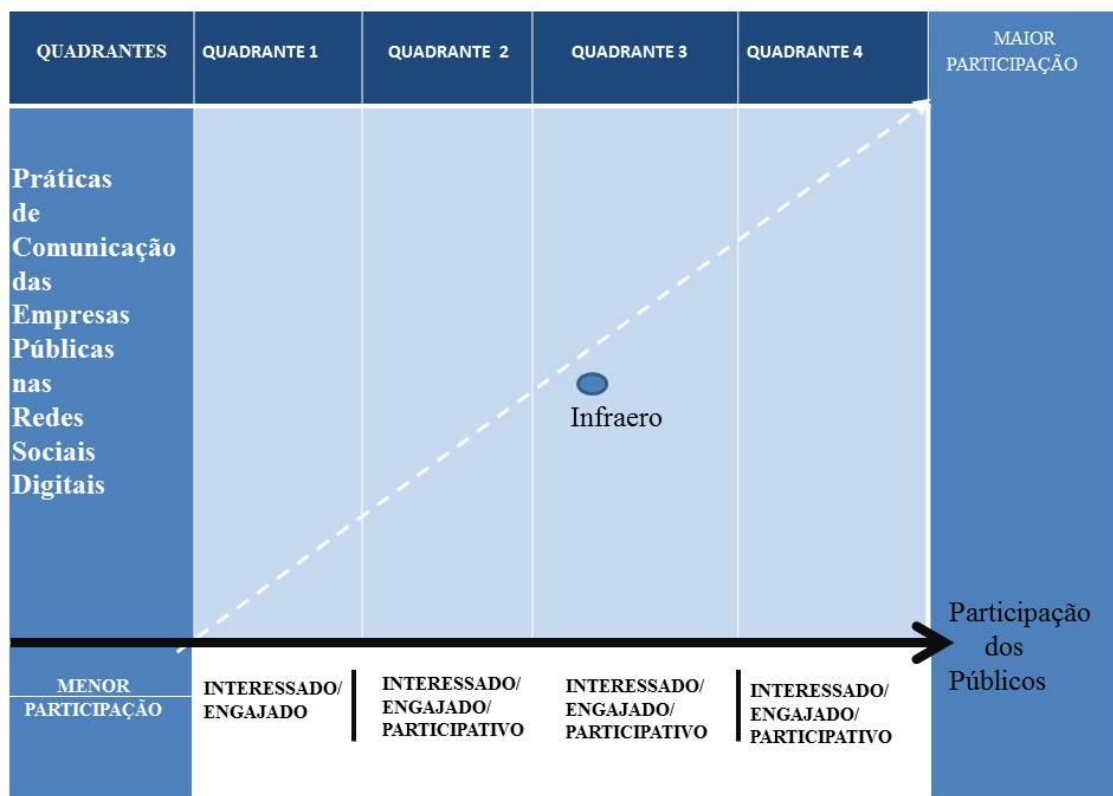 QUADRANTES
QUADRANTE 1
QUADRANTE 2
QUADRANTE 3
QUADRANTE 4
MAIOR
PARTICIPAÇÃO
Práticas
de
Comunicação
das
Empresas
Públicas
nas
Redes
Sociais
Digitais
Infraero
Participação
dos
Públicos
MENOR
PARTICIPAÇÃO
INTERESSADO/
ENGAJADO
INTERESSADO/
ENGAJADO/
PARTICIPATIVO
INTERESSADO/
ENGAJADO/
PARTICIPATIVO
INTERESSADO/
ENGAJADO/
PARTICIPATIVO